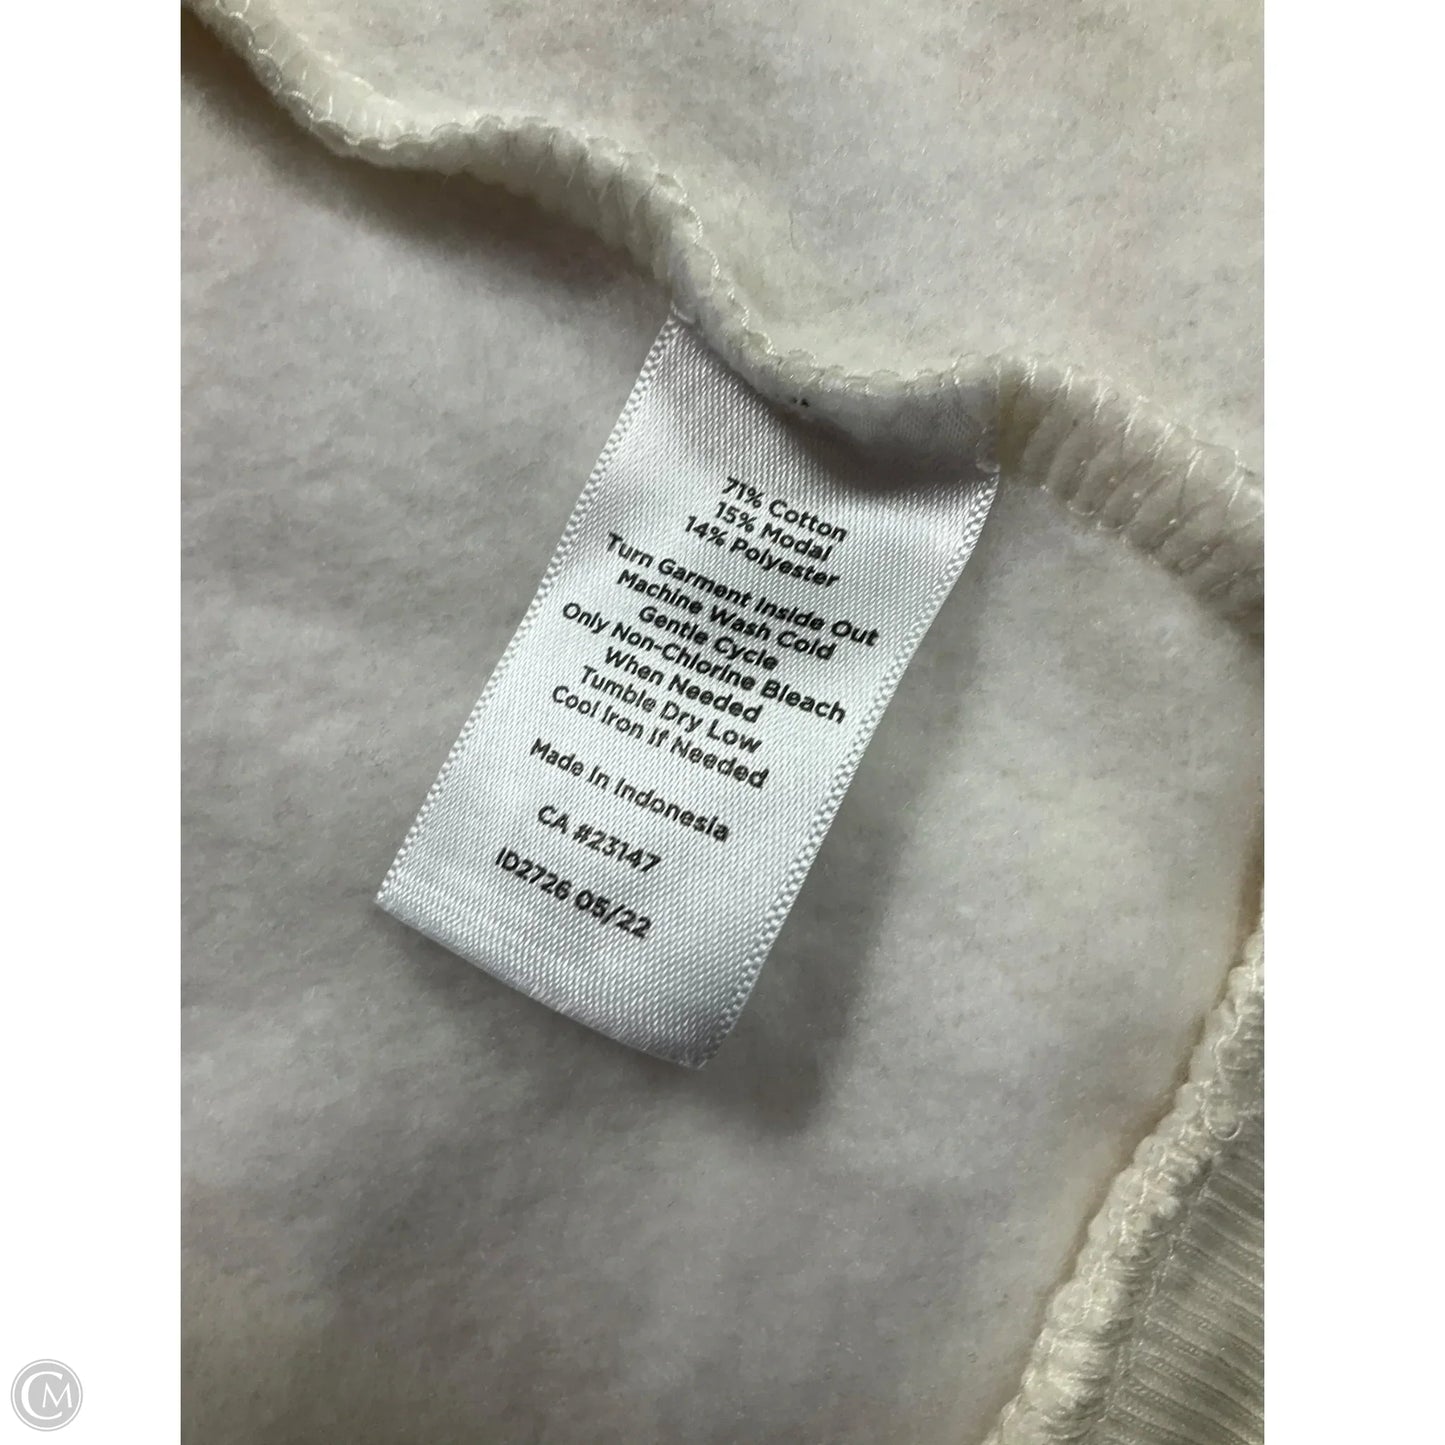 71% Cotton
15% Modal
14% Polyester
Turn Garment Inside Out
Machine Wash Cold
Gentle Cycle
Only Non-Chlorine Bleach
When Needed
Tumble Dry Low
Cool Iron If Needed
Made In Indonesia
CA #23147
ID2726 05/22
CM